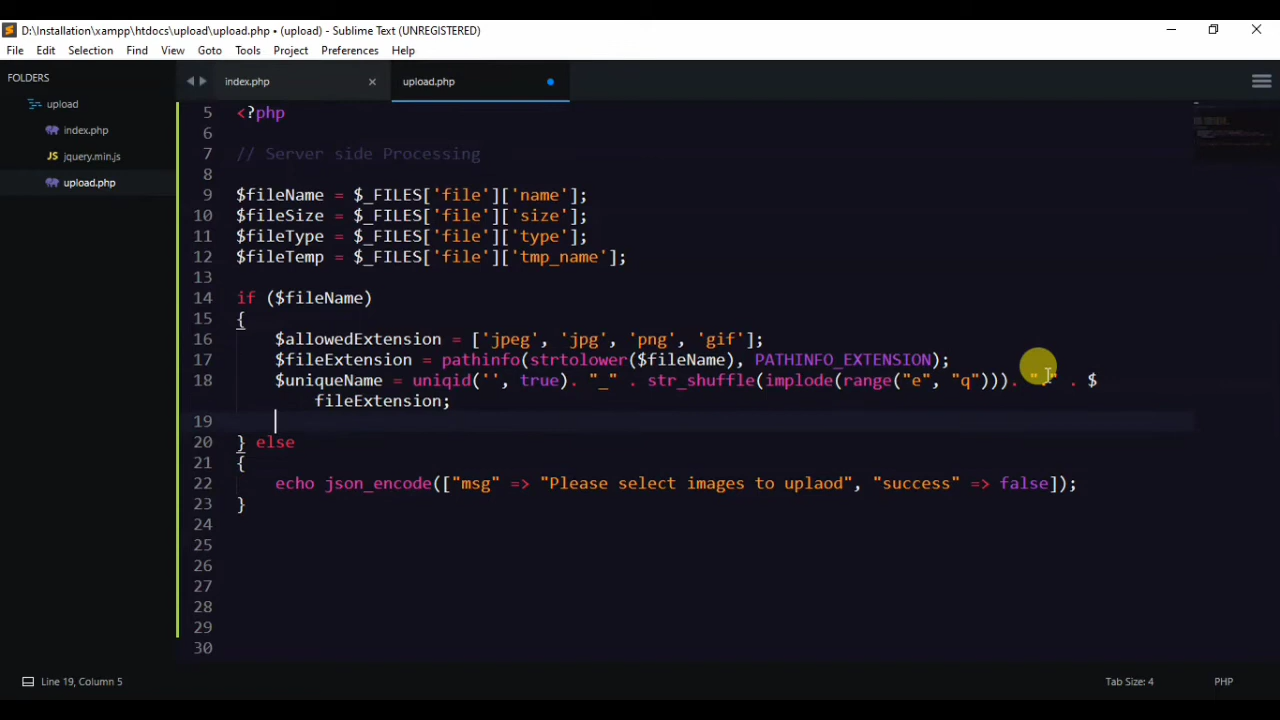 D:\Installation\xampp\htdocs\upload\upload.php • (upload) - Sublime Text (UNREGISTERED)
File Edit Selection Find View Goto Tools Project Preferences Help
FOLDERS
upload
index.php
jquery.min.js
upload.php
index.php
upload.php
5 <?php
6
7 // Server side Processing
8
9 $fileName = $_FILES['file']['name'];
10 $fileSize = $_FILES['file']['size'];
11 $fileType = $_FILES['file']['type'];
12 $fileTemp = $_FILES['file']['tmp_name'];
13
14 if ($fileName)
15 {
16 $allowedExtension = ['jpeg', 'jpg', 'png', 'gif'];
17 $fileExtension = pathinfo(strtolower($fileName), PATHINFO_EXTENSION);
18 $uniqueName = uniqid('', true). "_" . str_shuffle(implode(range("e", "q"))). "." . $
fileExtension;
19
20 } else
21 {
22 echo json_encode(["msg" => "Please select images to uplaod", "success" => false]);
23 }
24
25
26
27
28
29
30
Line 19, Column 5
Tab Size: 4
PHP